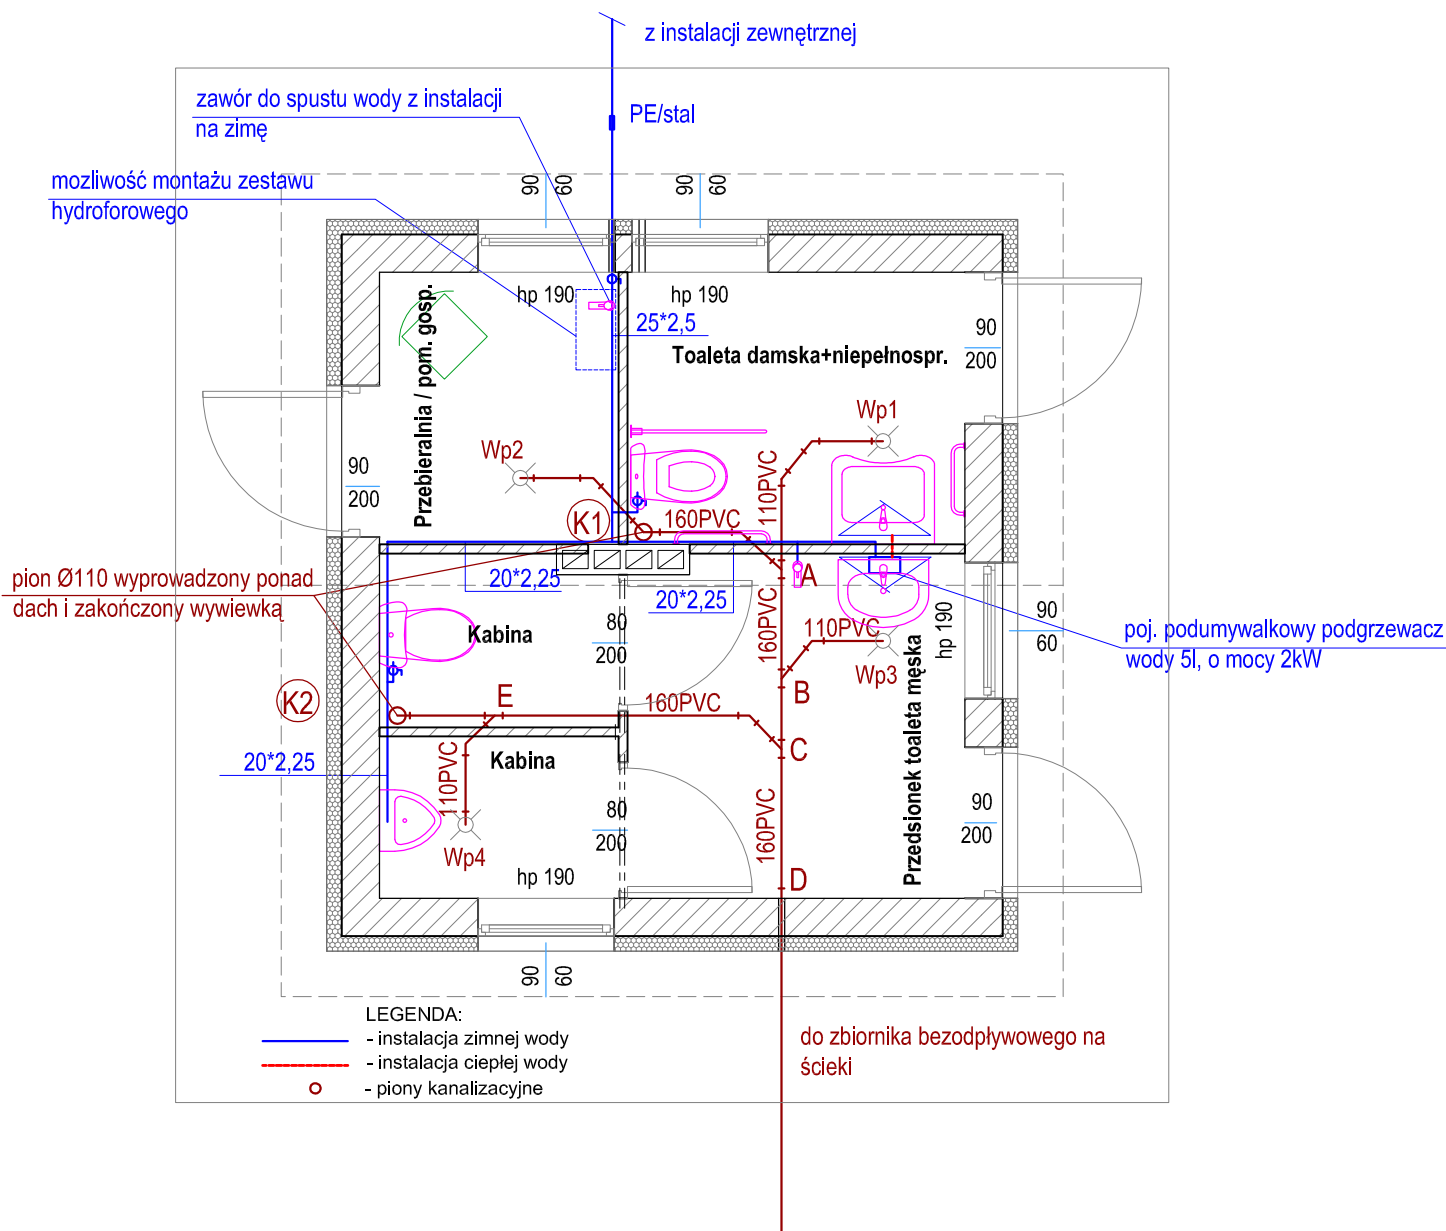 z instalacji zewnętrznej
zawór do spustu wody z instalacji
na zimę
PE/stal
mozliwość montażu zestawu
hydroforowego
90
60
90
60
hp 190
hp 190
25*2,5
Przebieralnia / pom. gosp.
Toaleta damska+niepełnospr.
90
200
Wp1
Wp2
90
200
110PVC
K1
160PVC
pion Ø110 wyprowadzony ponad
dach i zakończony wywiewką
20*2,25
20*2,25
A
160PVC
80
200
Kabina
110PVC
Wp3
hp 190
90
60
poj. podumywalkowy podgrzewacz
wody 5l, o mocy 2kW
K2
E
160PVC
B
Przedsionek toaleta męska
20*2,25
110PVC
Kabina
C
80
200
160PVC
90
200
Wp4
hp 190
D
90
60
LEGENDA:
- instalacja zimnej wody
- instalacja ciepłej wody
- piony kanalizacyjne
do zbiornika bezodpływowego na
ścieki